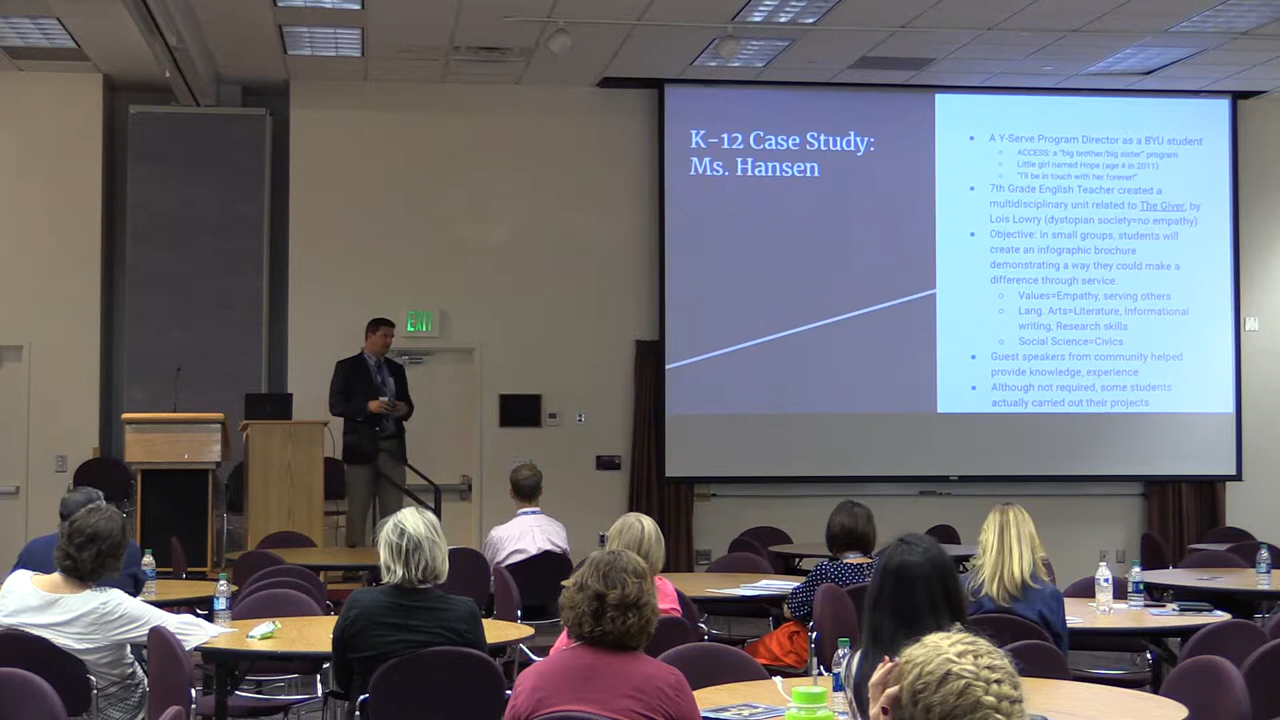 EXIT
K-12 Case Study:
Ms. Hansen
A Y-Serve Program Director as a BYU student
ACCESS: a "big brother/big sister" program
Little girl named Hope (age 4 in 2011)
"I'll be in touch with her forever!"
7th Grade English Teacher created a
multidisciplinary unit related to The Giver, by
Lois Lowry (dystopian society=no empathy)
Objective: In small groups, students will
create an infographic brochure
demonstrating a way they could make a
difference through service.
Values=Empathy, serving others
Lang. Arts=Literature, Informational
writing, Research skills
Social Science=Civics
Guest speakers from community helped
provide knowledge, experience
Although not required, some students
actually carried out their projects